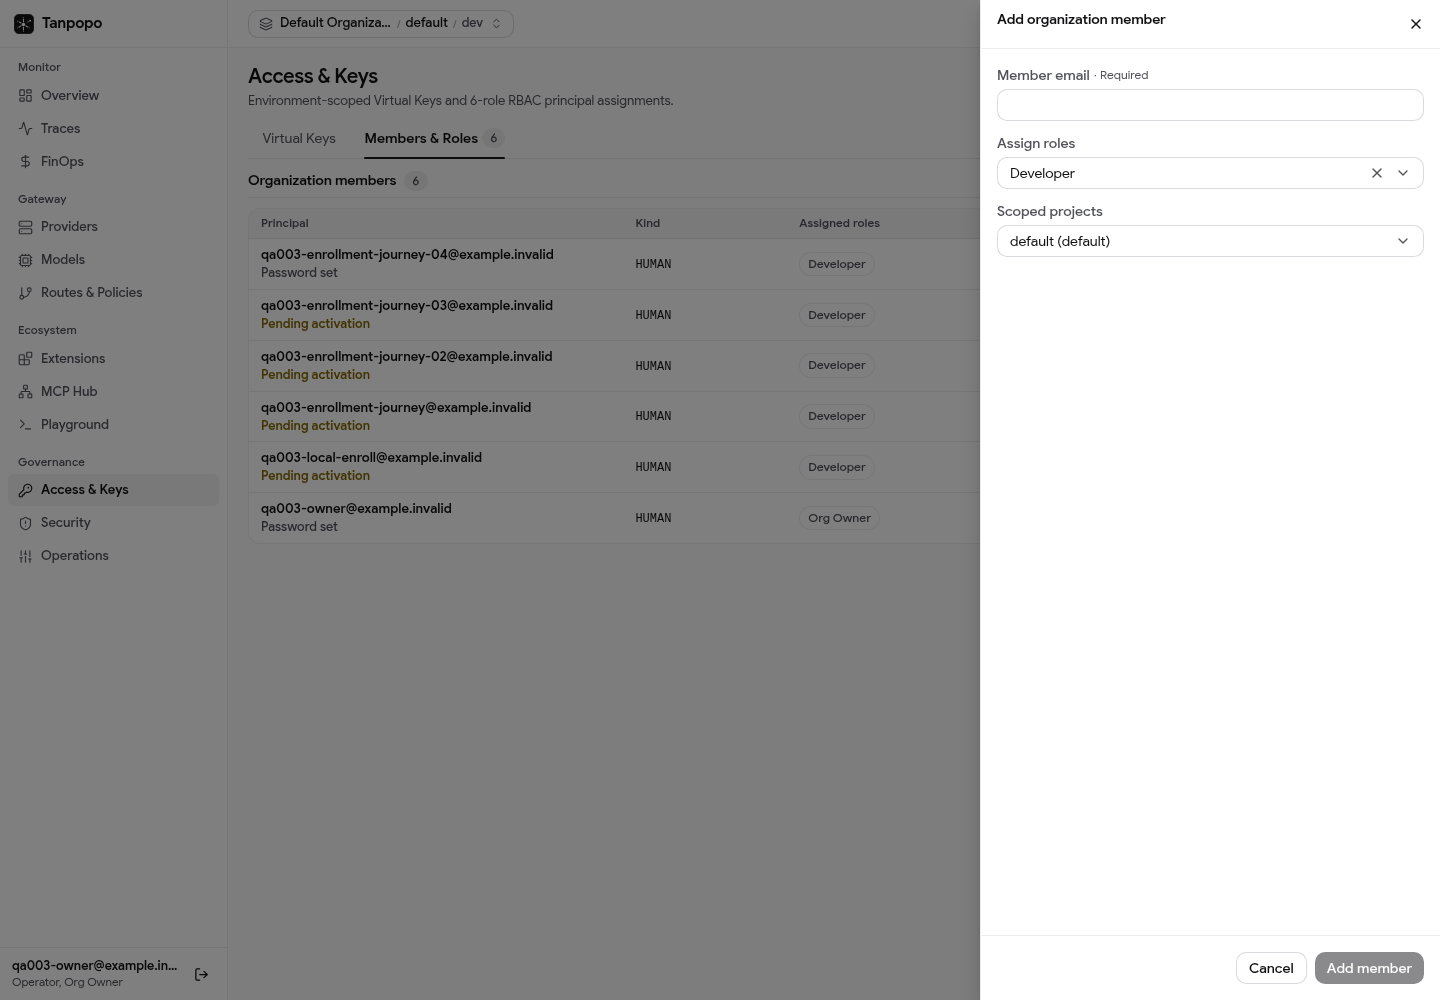 Tanpopo
Monitor
Overview
Traces
FinOps
Gateway
Providers
Models
Routes & Policies
Ecosystem
Extensions
MCP Hub
Playground
Governance
Access & Keys
Security
Operations
qa003-owner@example.in...
Operator, Org Owner
Default Organiza... / default / dev
Access & Keys
Environment-scoped Virtual Keys and 6-role RBAC principal assignments.
Virtual Keys Members & Roles 6
Organization members 6
Principal Kind Assigned roles
qa003-enrollment-journey-04@example.invalid HUMAN Developer
Password set
qa003-enrollment-journey-03@example.invalid HUMAN Developer
Pending activation
qa003-enrollment-journey-02@example.invalid HUMAN Developer
Pending activation
qa003-enrollment-journey@example.invalid HUMAN Developer
Pending activation
qa003-local-enroll@example.invalid HUMAN Developer
Pending activation
qa003-owner@example.invalid HUMAN Org Owner
Password set
Add organization member
Member email · Required
Assign roles
Developer
Scoped projects
default (default)
Cancel Add member